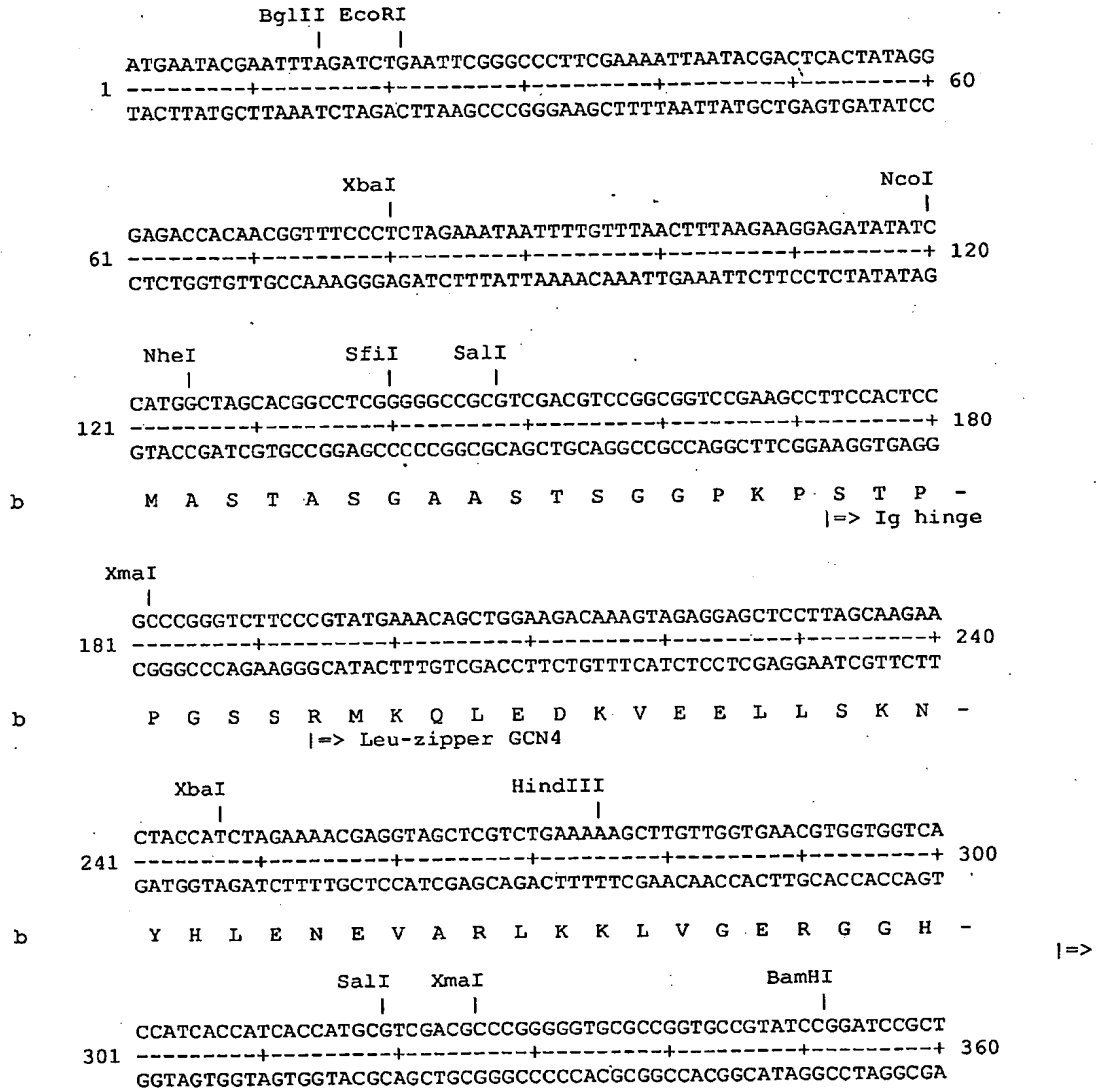 BglII EcoRI
ATGAATACGAATTTAGATCTGAATTCGGGCCCTTCGAAAATTAATACGACTCACTATAGG
1 ---------+---------+---------+---------+---------+---------+ 60
TACTTATGCTTAAATCTAGACTTAAGCCCGGGAAGCTTTTAATTATGCTGAGTGATATCC
XbaI NcoI
GAGACCACAACGGTTTCCCTCTAGAAATAATTTTGTTTAACTTTAAGAAGGAGATATATC
61 ---------+---------+---------+---------+---------+---------+ 120
CTCTGGTGTTGCCAAAGGGAGATCTTTATTAAAACAAATTGAAATTCTTCCTCTATATAG
NheI SfiI SalI
CATGGCTAGCACGGCCTCGGGGGCCGCGTCGACGTCCGGCGGTCCGAAGCCTTCCACTCC
121 ---------+---------+---------+---------+---------+---------+ 180
GTACCGATCGTGCCGGAGCCCCCGGCGCAGCTGCAGGCCGCCAGGCTTCGGAAGGTGAGG
b M A S T A S G A A S T S G G P K P S T P -
|=> Ig hinge
XmaI
GCCCGGGTCTTCCCGTATGAAACAGCTGGAAGACAAAGTAGAGGAGCTCCTTAGCAAGAA
181 ---------+---------+---------+---------+---------+---------+ 240
CGGGCCCAGAAGGGCATACTTTGTCGACCTTCTGTTTCATCTCCTCGAGGAATCGTTCTT
b P G S S R M K Q L E D K V E E L L S K N -
|=> Leu-zipper GCN4
XbaI HindIII
CTACCATCTAGAAAACGAGGTAGCTCGTCTGAAAAAGCTTGTTGGTGAACGTGGTGGTCA
241 ---------+---------+---------+---------+---------+---------+ 300
GATGGTAGATCTTTTGCTCCATCGAGCAGACTTTTTCGAACAACCACTTGCACCACCAGT
b Y H L E N E V A R L K K L V G E R G G H -
|=>
SalI XmaI BamHI
CCATCACCATCACCATGCGTCGACGCCCGGGGGTGCGCCGGTGCCGTATCCGGATCCGCT
301 ---------+---------+---------+---------+---------+---------+ 360
GGTAGTGGTAGTGGTACGCAGCTGCGGGCCCCCACGCGGCCACGGCATAGGCCTAGGCGA